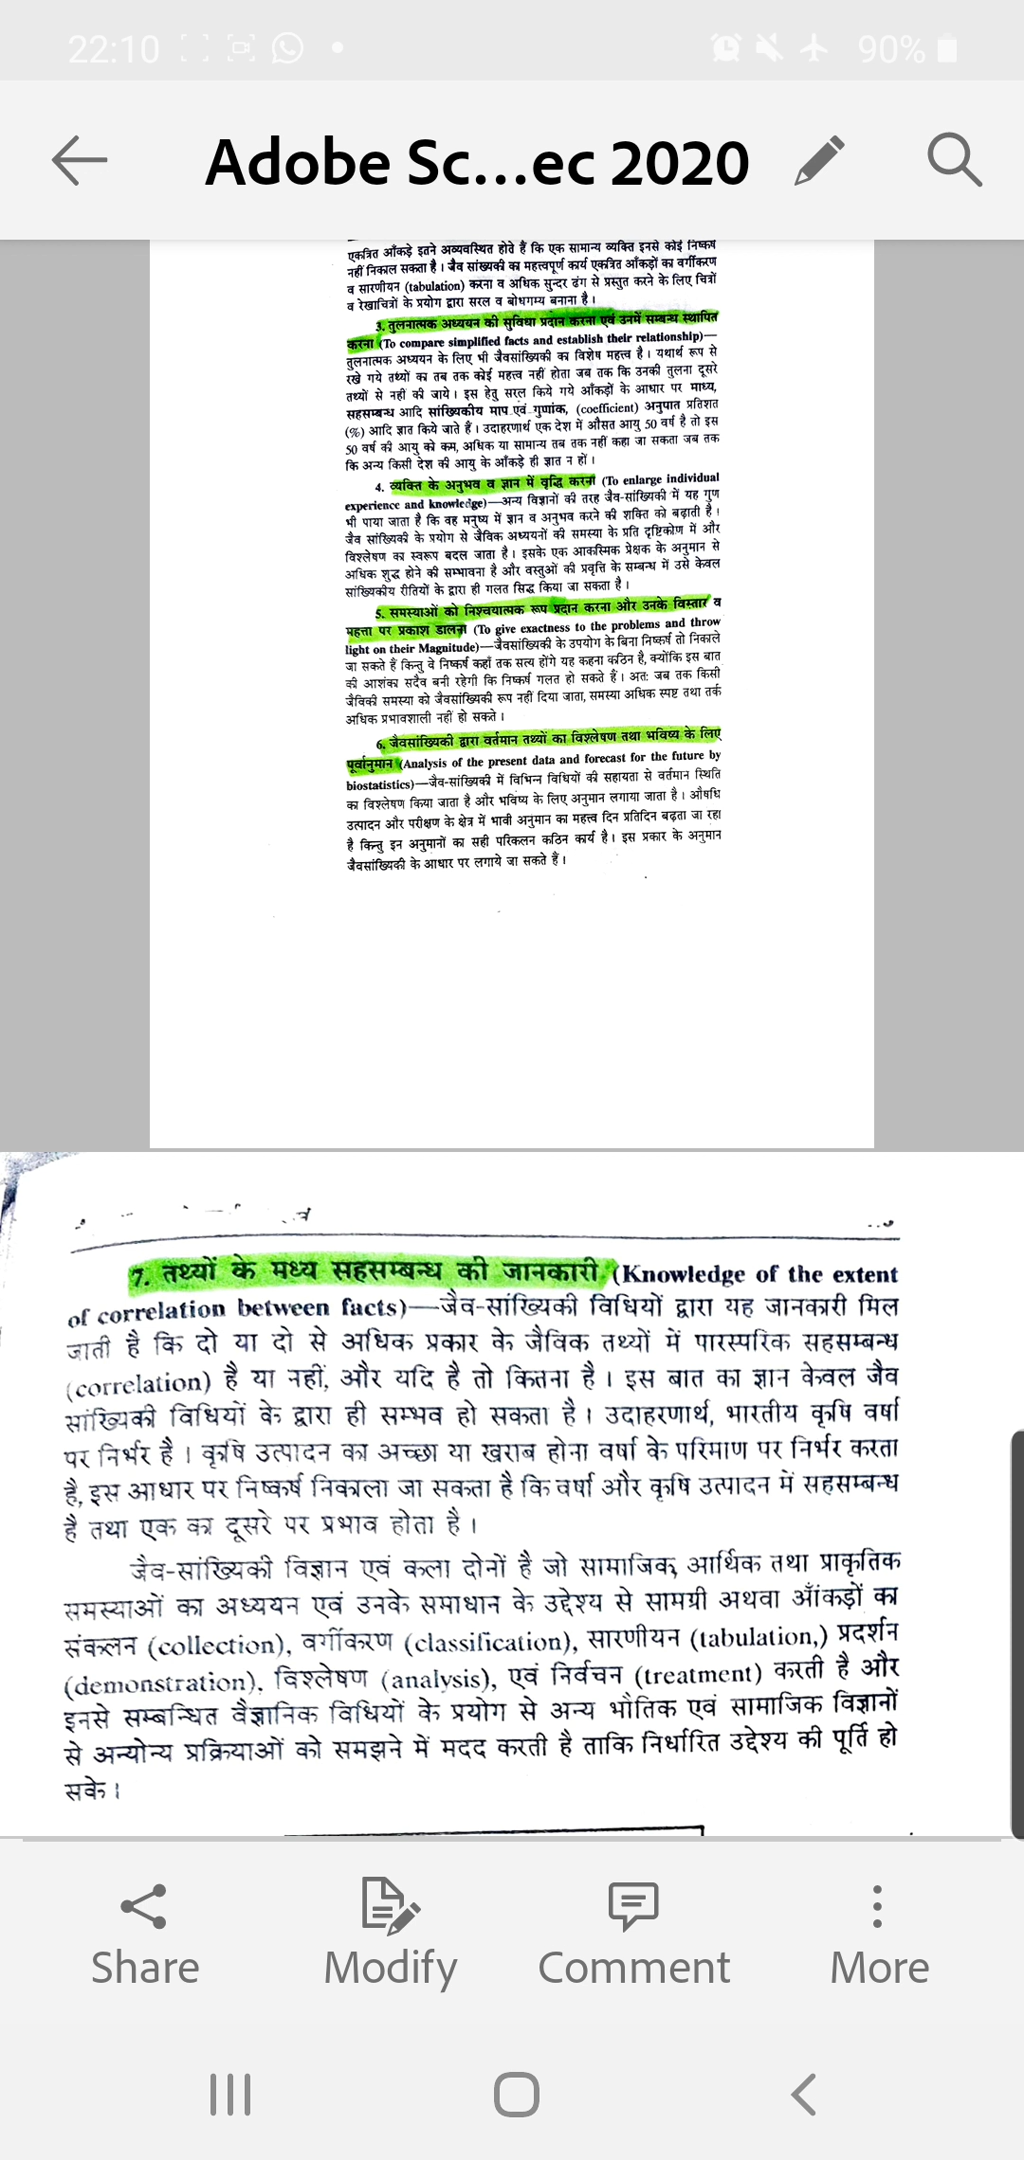 22:10
90%
Adobe Sc...ec 2020
एकत्रित आँकड़े इतने अव्यवस्थित होते हैं कि एक सामान्य व्यक्ति इनसे कोई निष्कर्ष
नहीं निकाल सकता है। जैव सांख्यकी का महत्त्वपूर्ण कार्य एकत्रित आँकड़ों का वर्गीकरण
व सारणीयन (tabulation) करना व अधिक सुन्दर ढंग से प्रस्तुत करने के लिए चित्रों
व रेखाचित्रों के प्रयोग द्वारा सरल व बोधगम्य बनाना है।
3. तुलनात्मक अध्ययन की सुविधा प्रदान करना एवं उनमें सम्बन्ध स्थापित
करना (To compare simplified facts and establish their relationship)—
तुलनात्मक अध्ययन के लिए भी जैवसांख्यिकी का विशेष महत्त्व है। यथार्थ रूप से
रखे गये तथ्यों का तब तक कोई महत्त्व नहीं होता जब तक कि उनकी तुलना दूसरे
तथ्यों से नहीं की जाये। इस हेतु सरल किये गये आँकड़ों के आधार पर माध्य,
सहसम्बन्ध आदि सांख्यिकीय माप एवं गुणांक, (coefficient) अनुपात प्रतिशत
(%) आदि ज्ञात किये जाते हैं। उदाहरणार्थ एक देश में औसत आयु 50 वर्ष है तो इस
50 वर्ष की आयु को कम, अधिक या सामान्य तब तक नहीं कहा जा सकता जब तक
कि अन्य किसी देश की आयु के आँकड़े ही ज्ञात न हों।
4. व्यक्ति के अनुभव व ज्ञान में वृद्धि करना (To enlarge individual
experience and knowledge)—अन्य विज्ञानों की तरह जैव-सांख्यिकी में यह गुण
भी पाया जाता है कि वह मनुष्य में ज्ञान व अनुभव करने की शक्ति को बढ़ाती है।
जैव सांख्यिकी के प्रयोग से जैविक अध्ययनों की समस्या के प्रति दृष्टिकोण में और
विश्लेषण का स्वरूप बदल जाता है। इसके एक आकस्मिक प्रेक्षक के अनुमान से
अधिक शुद्ध होने की सम्भावना है और वस्तुओं की प्रवृत्ति के सम्बन्ध में उसे केवल
सांख्यिकीय रीतियों के द्वारा ही गलत सिद्ध किया जा सकता है।
5. समस्याओं को निश्चयात्मक रूप प्रदान करना और उनके विस्तार व
महत्ता पर प्रकाश डालना (To give exactness to the problems and throw
light on their Magnitude)—जैवसांख्यिकी के उपयोग के बिना निष्कर्ष तो निकाले
जा सकते हैं किन्तु वे निष्कर्ष कहाँ तक सत्य होंगे यह कहना कठिन है, क्योंकि इस बात
की आशंका सदैव बनी रहेगी कि निष्कर्ष गलत हो सकते हैं। अतः जब तक किसी
जैविकी समस्या को जैवसांख्यिकी रूप नहीं दिया जाता, समस्या अधिक स्पष्ट तथा तर्क
अधिक प्रभावशाली नहीं हो सकते।
6. जैवसांख्यिकी द्वारा वर्तमान तथ्यों का विश्लेषण तथा भविष्य के लिए
पूर्वानुमान (Analysis of the present data and forecast for the future by
biostatistics)—जैव-सांख्यिकी में विभिन्न विधियों की सहायता से वर्तमान स्थिति
का विश्लेषण किया जाता है और भविष्य के लिए अनुमान लगाया जाता है। औषधि
उत्पादन और परीक्षण के क्षेत्र में भावी अनुमान का महत्त्व दिन प्रतिदिन बढ़ता जा रहा
है किन्तु इन अनुमानों का सही परिकलन कठिन कार्य है। इस प्रकार के अनुमान
जैवसांख्यिकी के आधार पर लगाये जा सकते हैं।
7. तथ्यों के मध्य सहसम्बन्ध की जानकारी (Knowledge of the extent
of correlation between facts)—जैव-सांख्यिकी विधियों द्वारा यह जानकारी मिल
जाती है कि दो या दो से अधिक प्रकार के जैविक तथ्यों में पारस्परिक सहसम्बन्ध
(correlation) है या नहीं, और यदि है तो कितना है। इस बात का ज्ञान केवल जैव
सांख्यिकी विधियों के द्वारा ही सम्भव हो सकता है। उदाहरणार्थ, भारतीय कृषि वर्षा
पर निर्भर है। कृषि उत्पादन का अच्छा या खराब होना वर्षा के परिमाण पर निर्भर करता
है, इस आधार पर निष्कर्ष निकाला जा सकता है कि वर्षा और कृषि उत्पादन में सहसम्बन्ध
है तथा एक का दूसरे पर प्रभाव होता है।
जैव-सांख्यिकी विज्ञान एवं कला दोनों है जो सामाजिक, आर्थिक तथा प्राकृतिक
समस्याओं का अध्ययन एवं उनके समाधान के उद्देश्य से सामग्री अथवा आँकड़ों का
संकलन (collection), वर्गीकरण (classification), सारणीयन (tabulation,) प्रदर्शन
(demonstration), विश्लेषण (analysis), एवं निर्वचन (treatment) करती है और
इनसे सम्बन्धित वैज्ञानिक विधियों के प्रयोग से अन्य भौतिक एवं सामाजिक विज्ञानों
से अन्योन्य प्रक्रियाओं को समझने में मदद करती है ताकि निर्धारित उद्देश्य की पूर्ति हो
सके।
Share
Modify
Comment
More